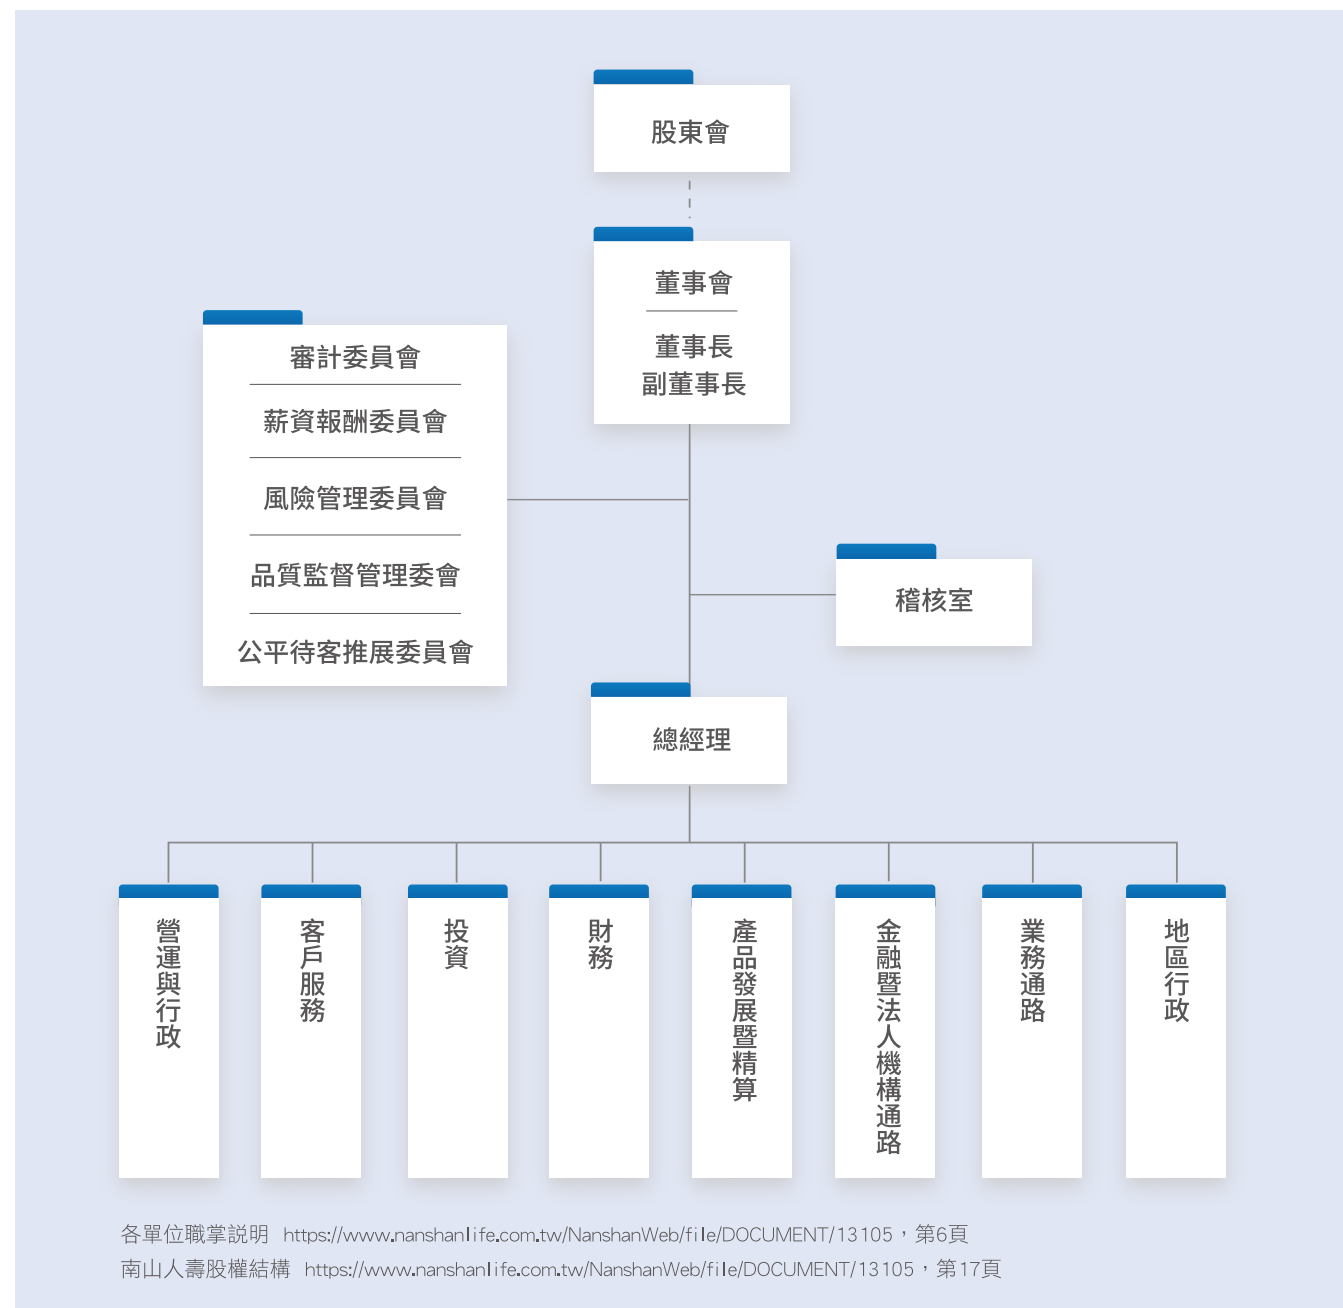 股東會
董事會
董事長
副董事長
審計委員會
薪資報酬委員會
風險管理委員會
品質監督管理委會
公平待客推展委員會
稽核室
總經理
營運與行政
客戶服務
投資
財務
產品發展暨精算
金融暨法人機構通路
業務通路
地區行政
各單位職掌説明 https://www.nanshanlife.com.tw/NanshanWeb/file/DOCUMENT/13105，第6頁
南山人壽股權結構 https://www.nanshanlife.com.tw/NanshanWeb/file/DOCUMENT/13105，第17頁